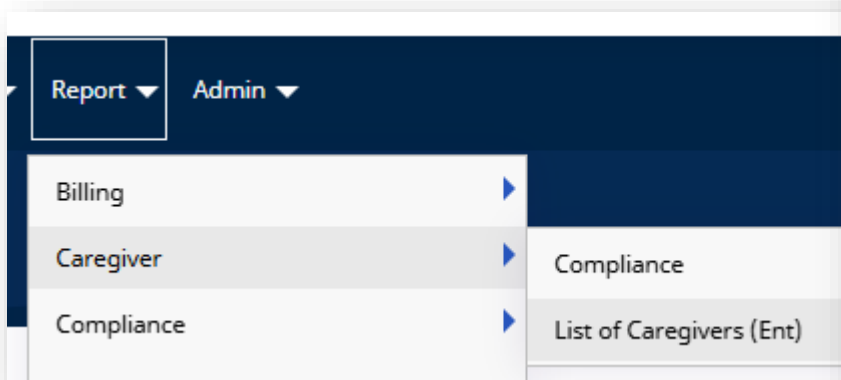 Report Admin
Billing
Caregiver
Compliance
Compliance
List of Caregivers (Ent)